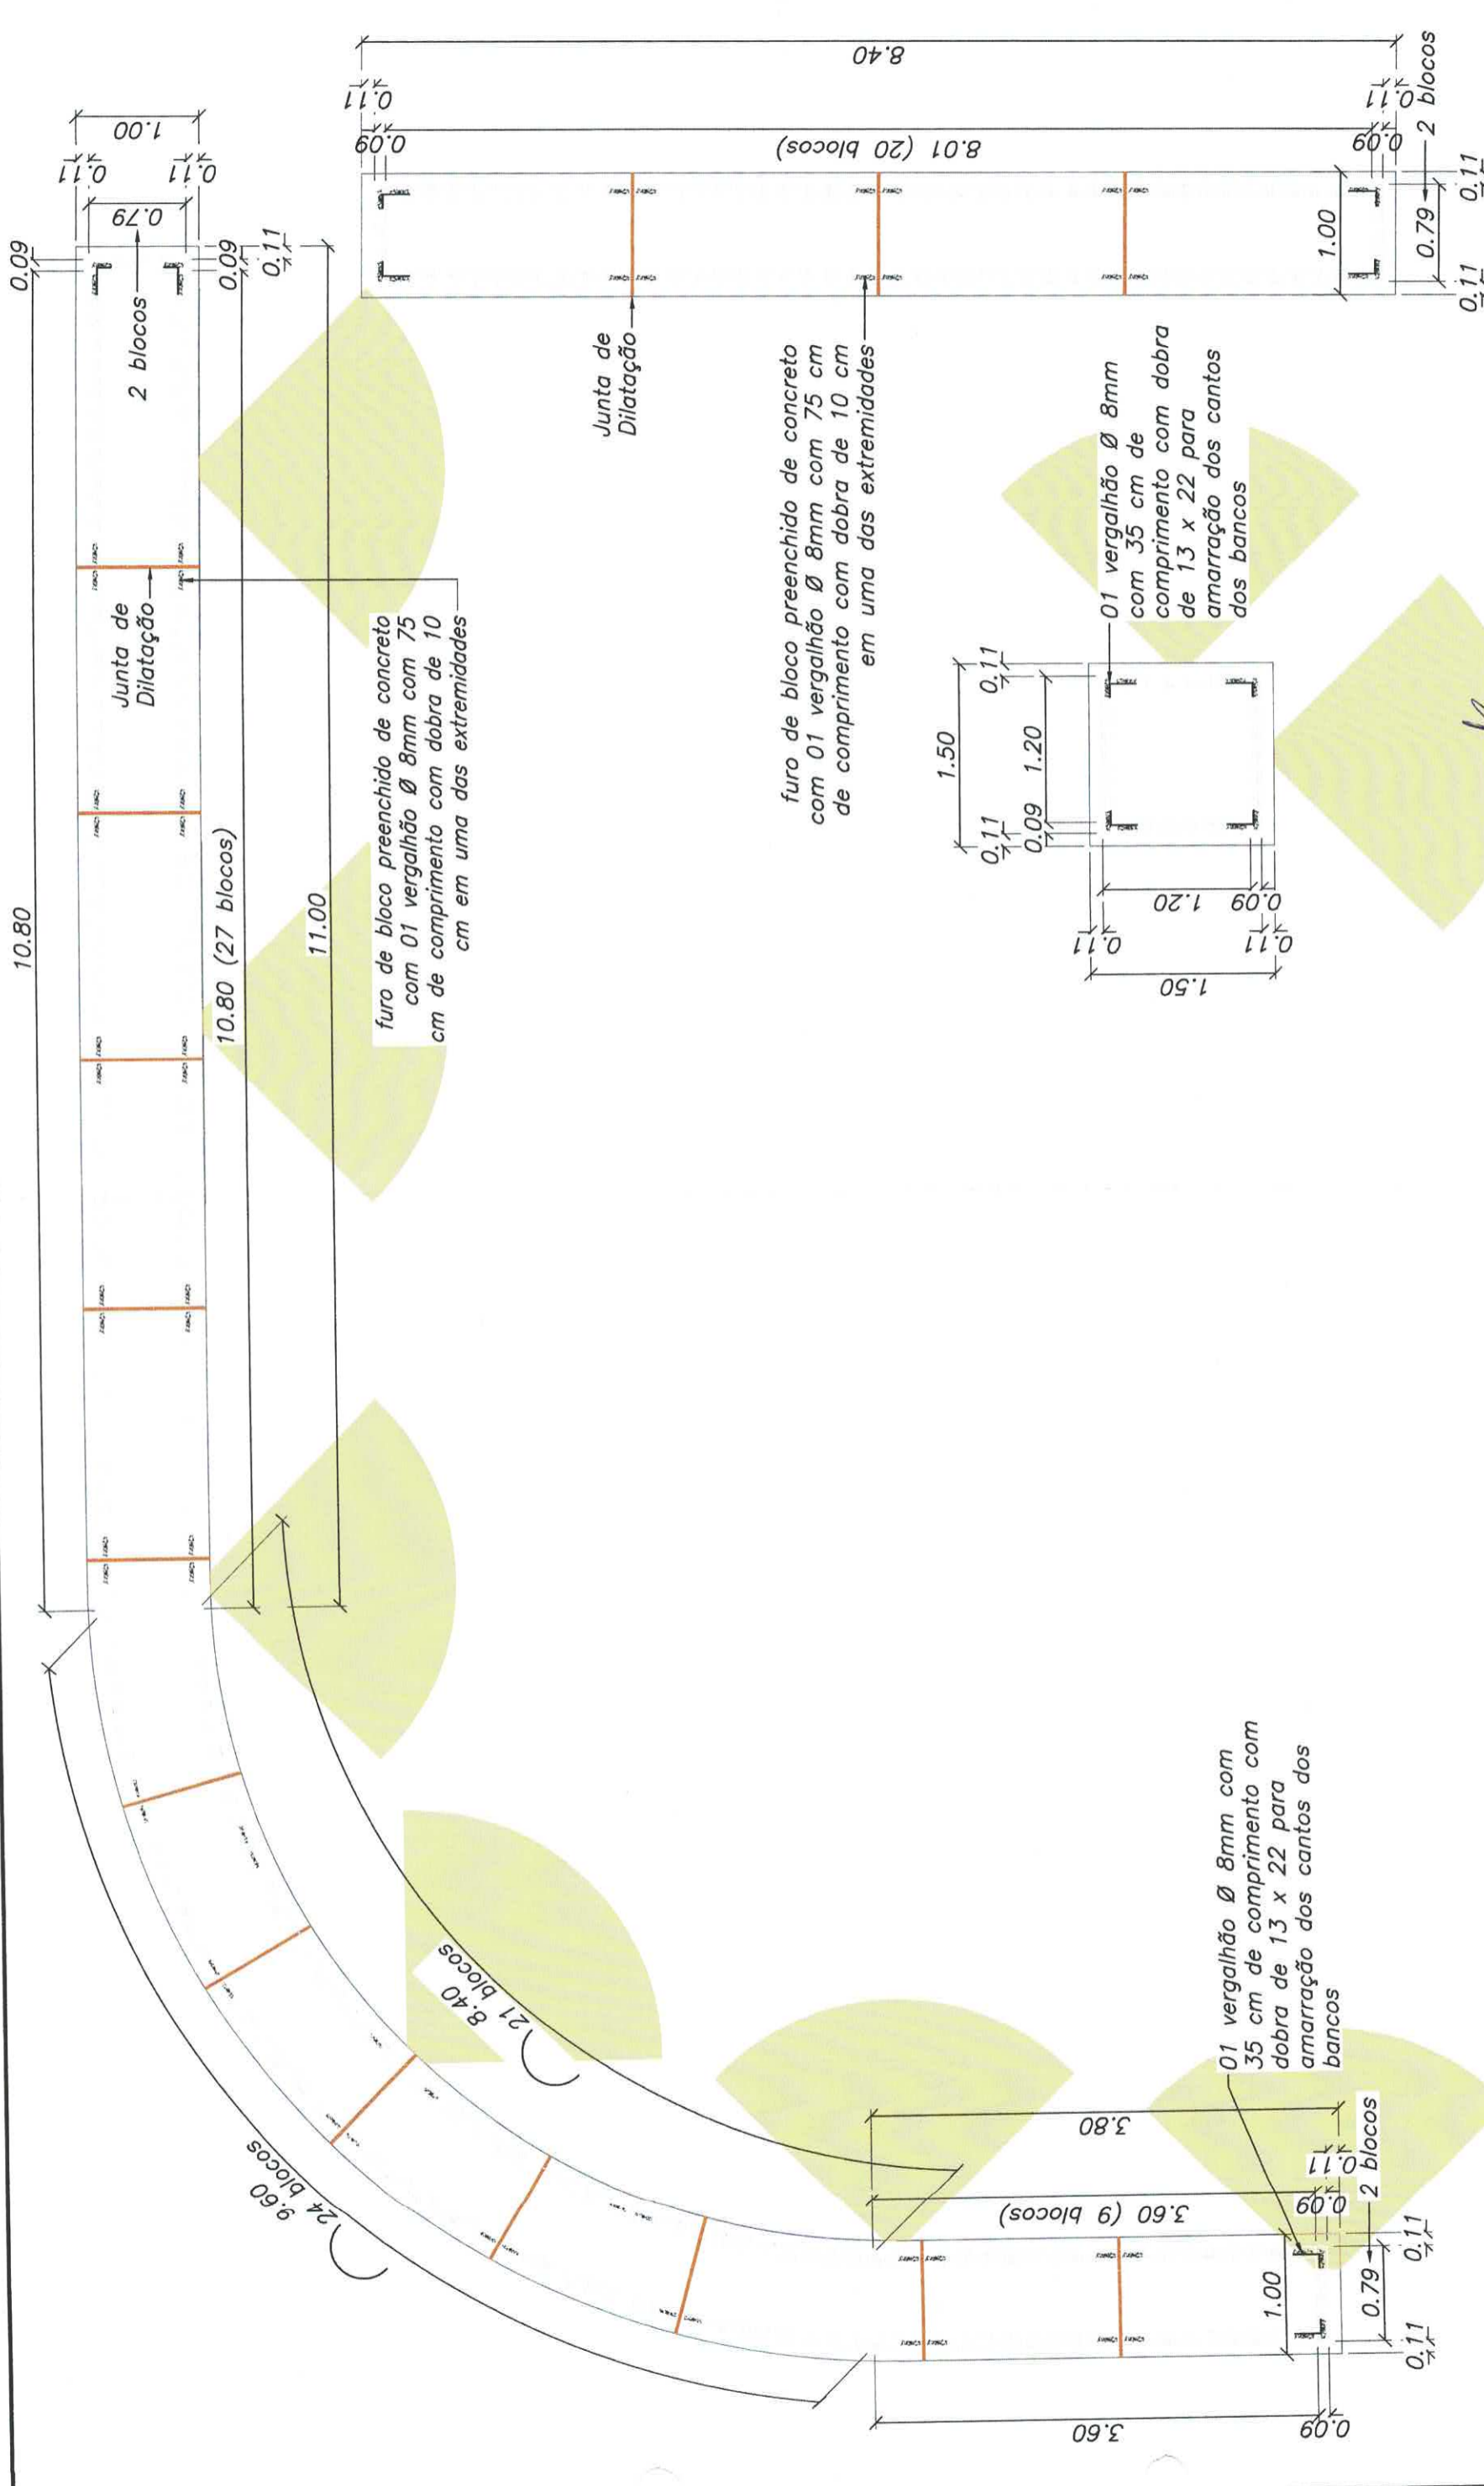 10.80
0.09
0.11
1.00
0.11
0.79
2 blocos
0.09
0.11
Junta de
Dilatação
10.80 (27 blocos)
11.00
furo de bloco preenchido de concreto
com 01 vergalhão Ø 8mm com 75
cm de comprimento com dobra de 10
cm em uma das extremidades
8.40
0.11
0.09
8.01 (20 blocos)
0.09
0.11
2 blocos
1.00
0.79
0.11
0.11
Junta de
Dilatação
furo de bloco preenchido de concreto
com 01 vergalhão Ø 8mm com 75 cm
de comprimento com dobra de 10 cm
em uma das extremidades
01 vergalhão Ø 8mm
com 35 cm de
comprimento com dobra
de 13 x 22 para
amarração dos cantos
dos bancos
1.50
0.11
1.20
0.09
0.11
1.20
0.09
0.11
0.11
1.50
9.60
24 blocos
8.40
21 blocos
01 vergalhão Ø 8mm com
35 cm de comprimento com
dobra de 13 x 22 para
amarração dos cantos dos
bancos
3.80
3.60 (9 blocos)
0.11
0.09
2 blocos
1.00
0.79
0.11
0.11
3.60
0.09